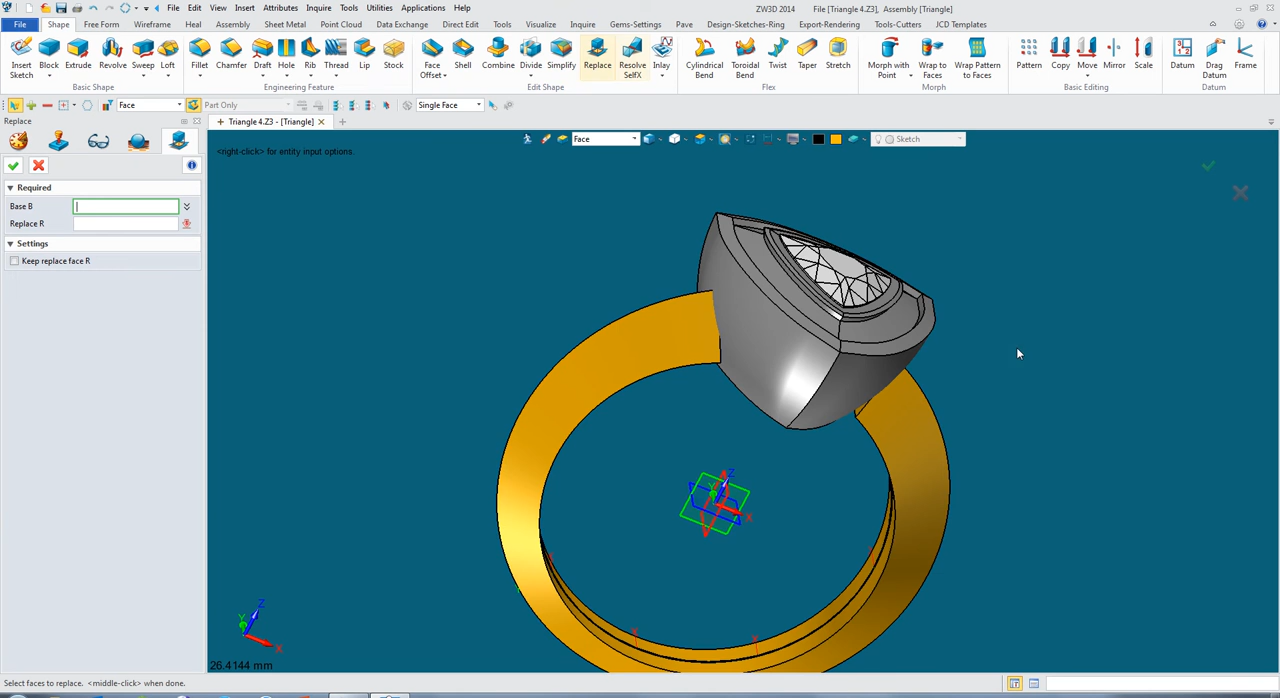 File Edit View Insert Attributes Inquire Tools Utilities Applications Help ZW3D 2014 File [Triangle 4.Z3], Assembly [Triangle]
File Shape Free Form Wireframe Heal Assembly Sheet Metal Point Cloud Data Exchange Direct Edit Tools Visualize Inquire Gems-Settings Pave Design-Sketches-Ring Export-Rendering Tools-Cutters JCD Templates
Insert Sketch Block Extrude Revolve Sweep Loft Fillet Chamfer Draft Hole Rib Thread Lip Stock Face Offset Shell Combine Divide Simplify Replace Resolve SelfX Inlay Cylindrical Bend Toroidal Bend Twist Taper Stretch Morph with Point Wrap to Faces Wrap Pattern to Faces Pattern Copy Move Mirror Scale Datum Drag Datum Frame
Basic Shape Engineering Feature Edit Shape Flex Morph Basic Editing Datum
Face Part Only Single Face
Replace
Triangle 4.Z3 - [Triangle]
Face Sketch
<right-click> for entity input options.
Required
Base B
Replace R
Settings
Keep replace face R
Z
Y
X
X
X
X
Z
Y
X
26.4144 mm
Select faces to replace. <middle-click> when done.